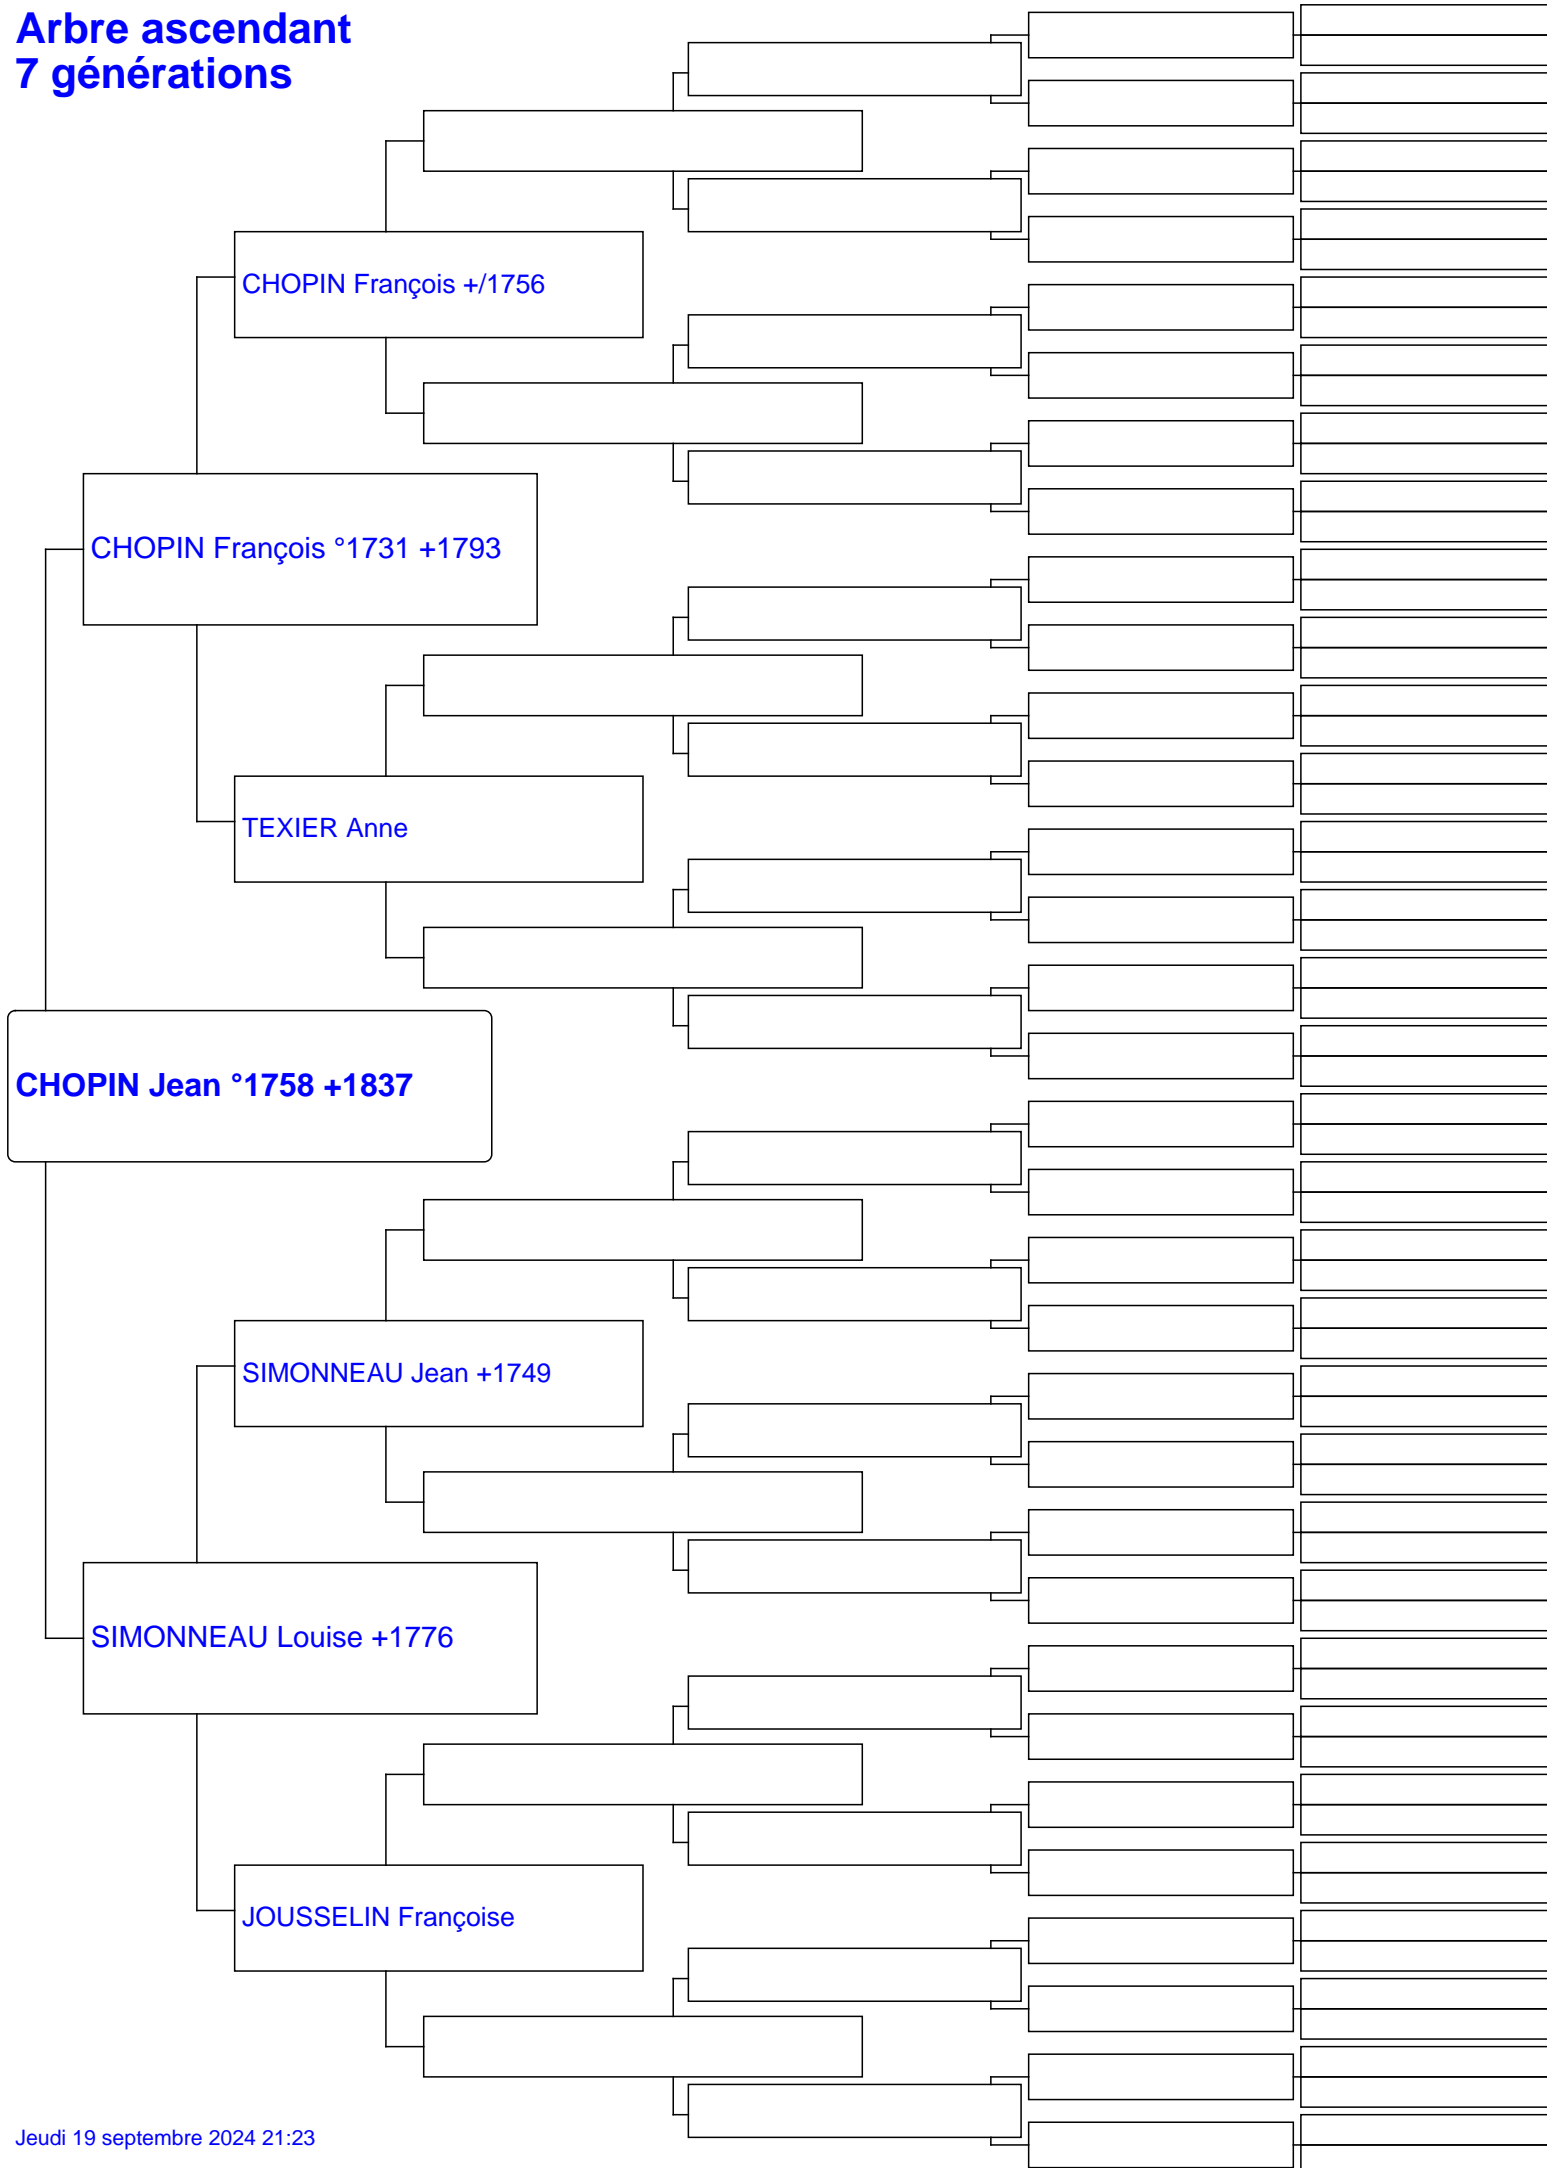 Arbre ascendant
7 générations
CHOPIN François +/1756
CHOPIN François °1731 +1793
TEXIER Anne
CHOPIN Jean °1758 +1837
SIMONNEAU Jean +1749
SIMONNEAU Louise +1776
JOUSSELIN Françoise
Jeudi 19 septembre 2024 21:23